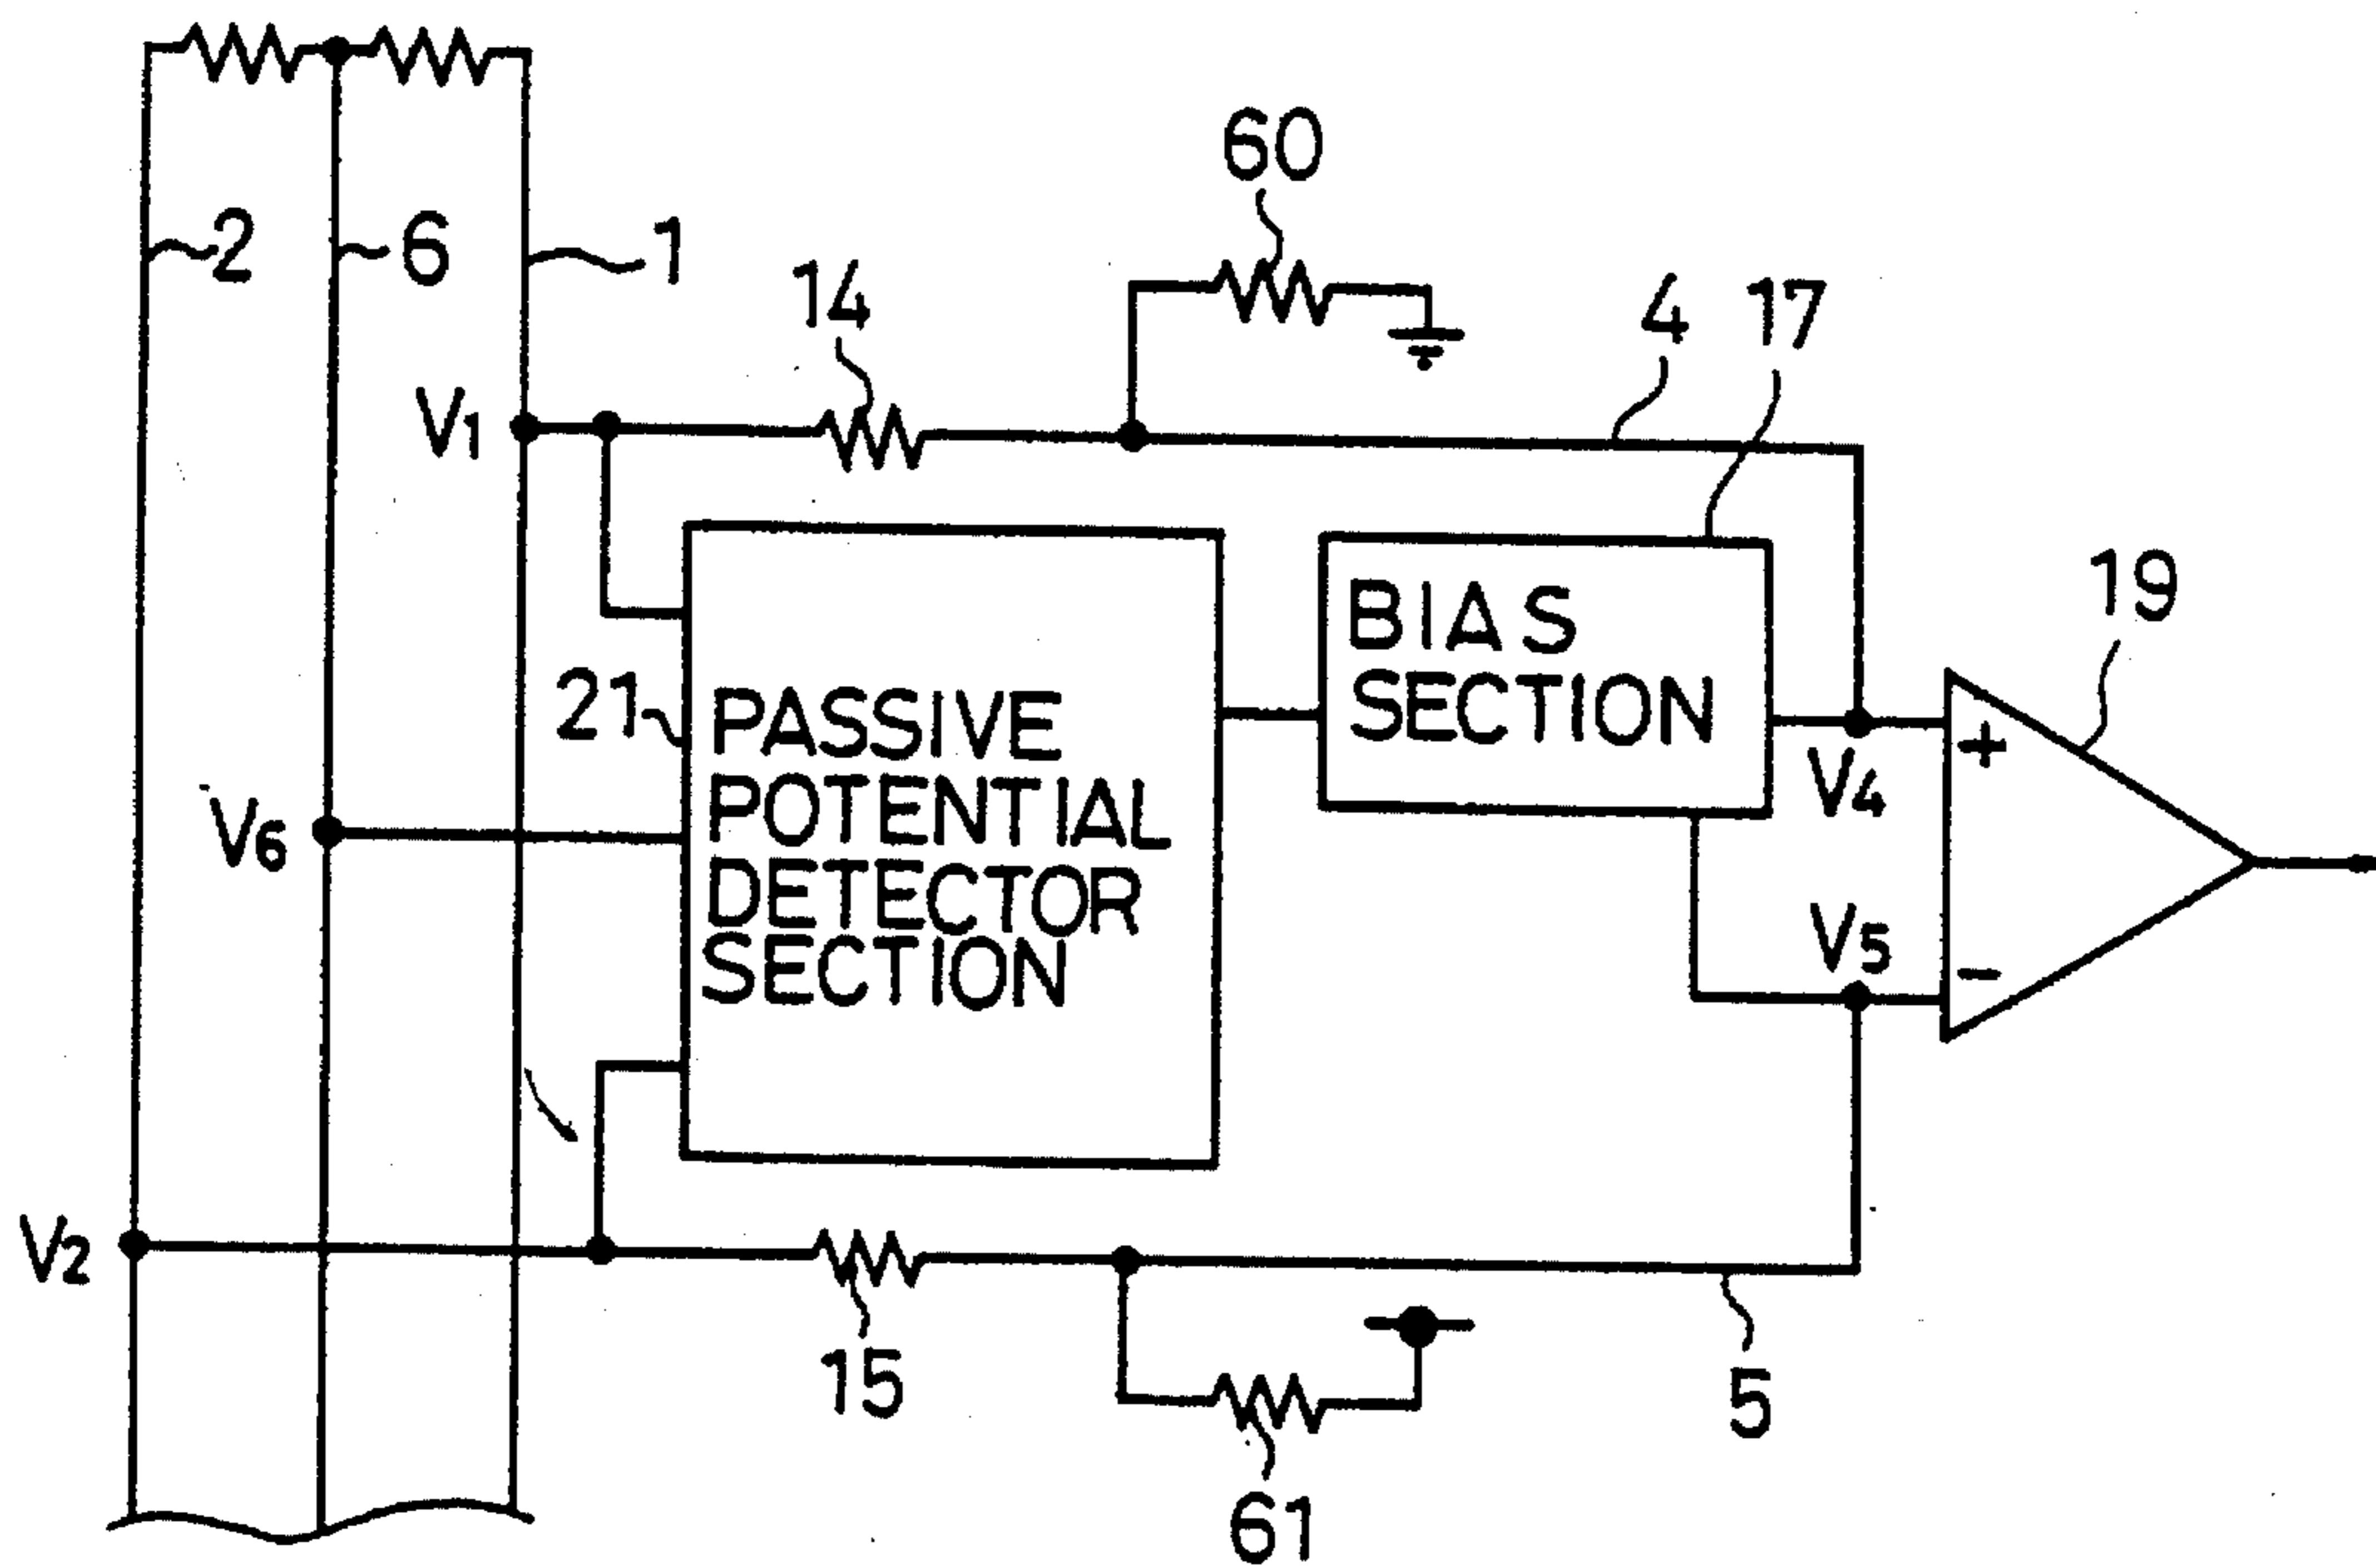 60
2
6
1
14
4
17
V1
19
BIAS
SECTION
21
PASSIVE
POTENTIAL
DETECTOR
SECTION
+
V4
V6
V5
−
V2
15
5
61